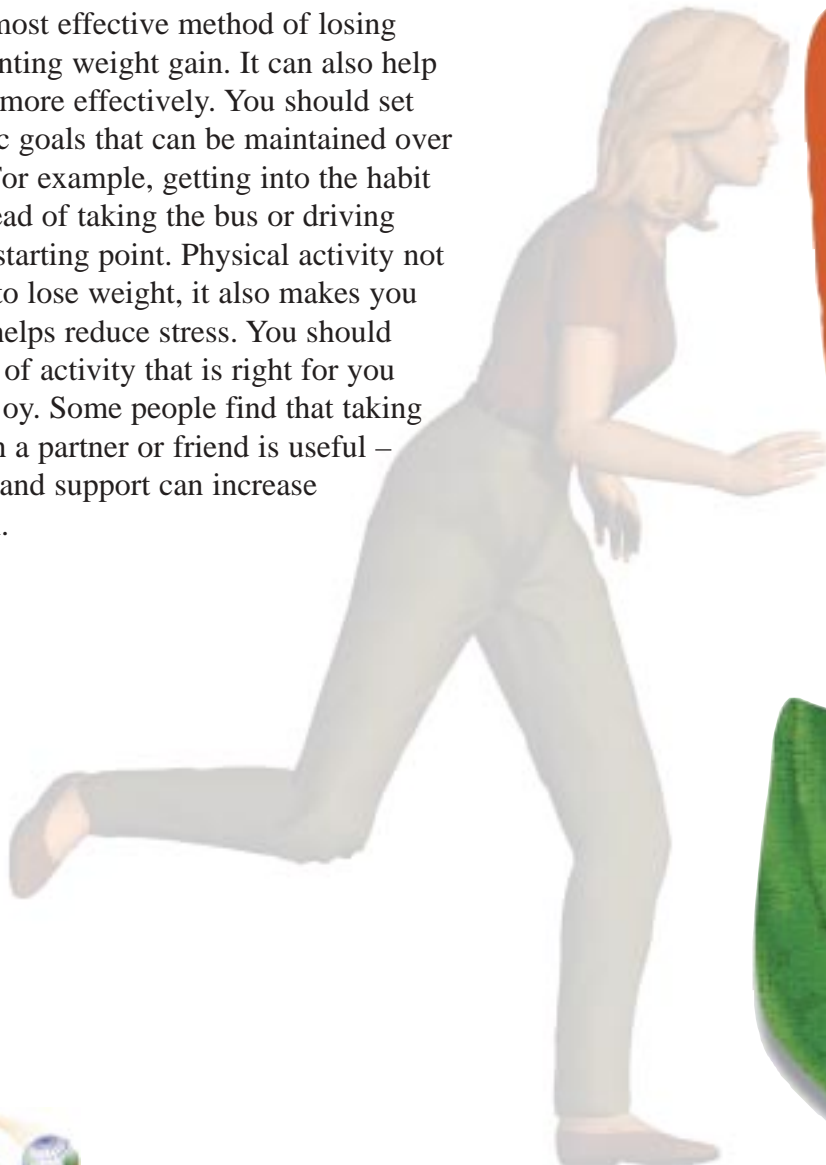 most effective method of losing
nting weight gain. It can also help
more effectively. You should set
c goals that can be maintained over
For example, getting into the habit
ead of taking the bus or driving
starting point. Physical activity not
to lose weight, it also makes you
helps reduce stress. You should
of activity that is right for you
oy. Some people find that taking
n a partner or friend is useful –
and support can increase
.